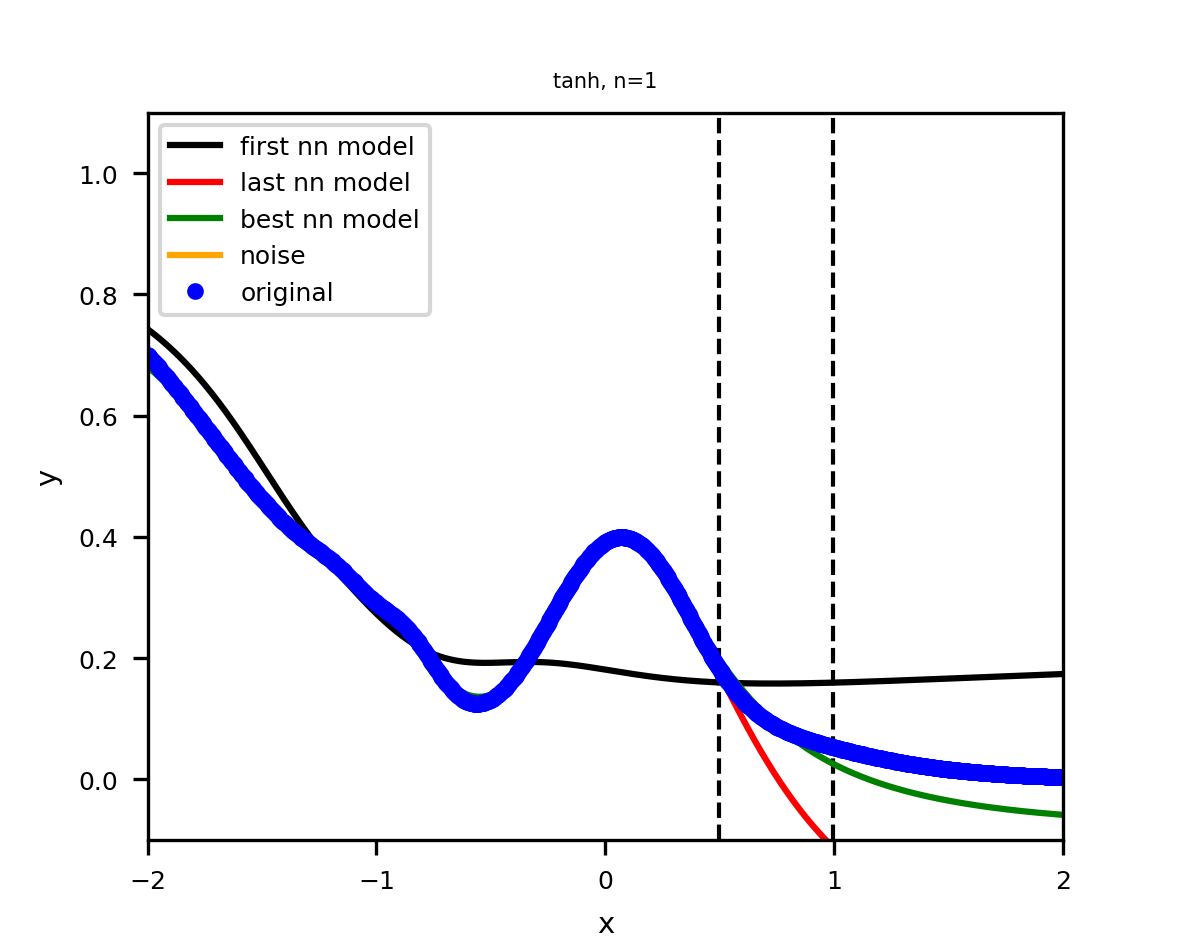 tanh, n=1
first nn model
last nn model
best nn model
noise
original
1.0
0.8
0.6
0.4
0.2
0.0
y
−2
−1
0
1
2
x